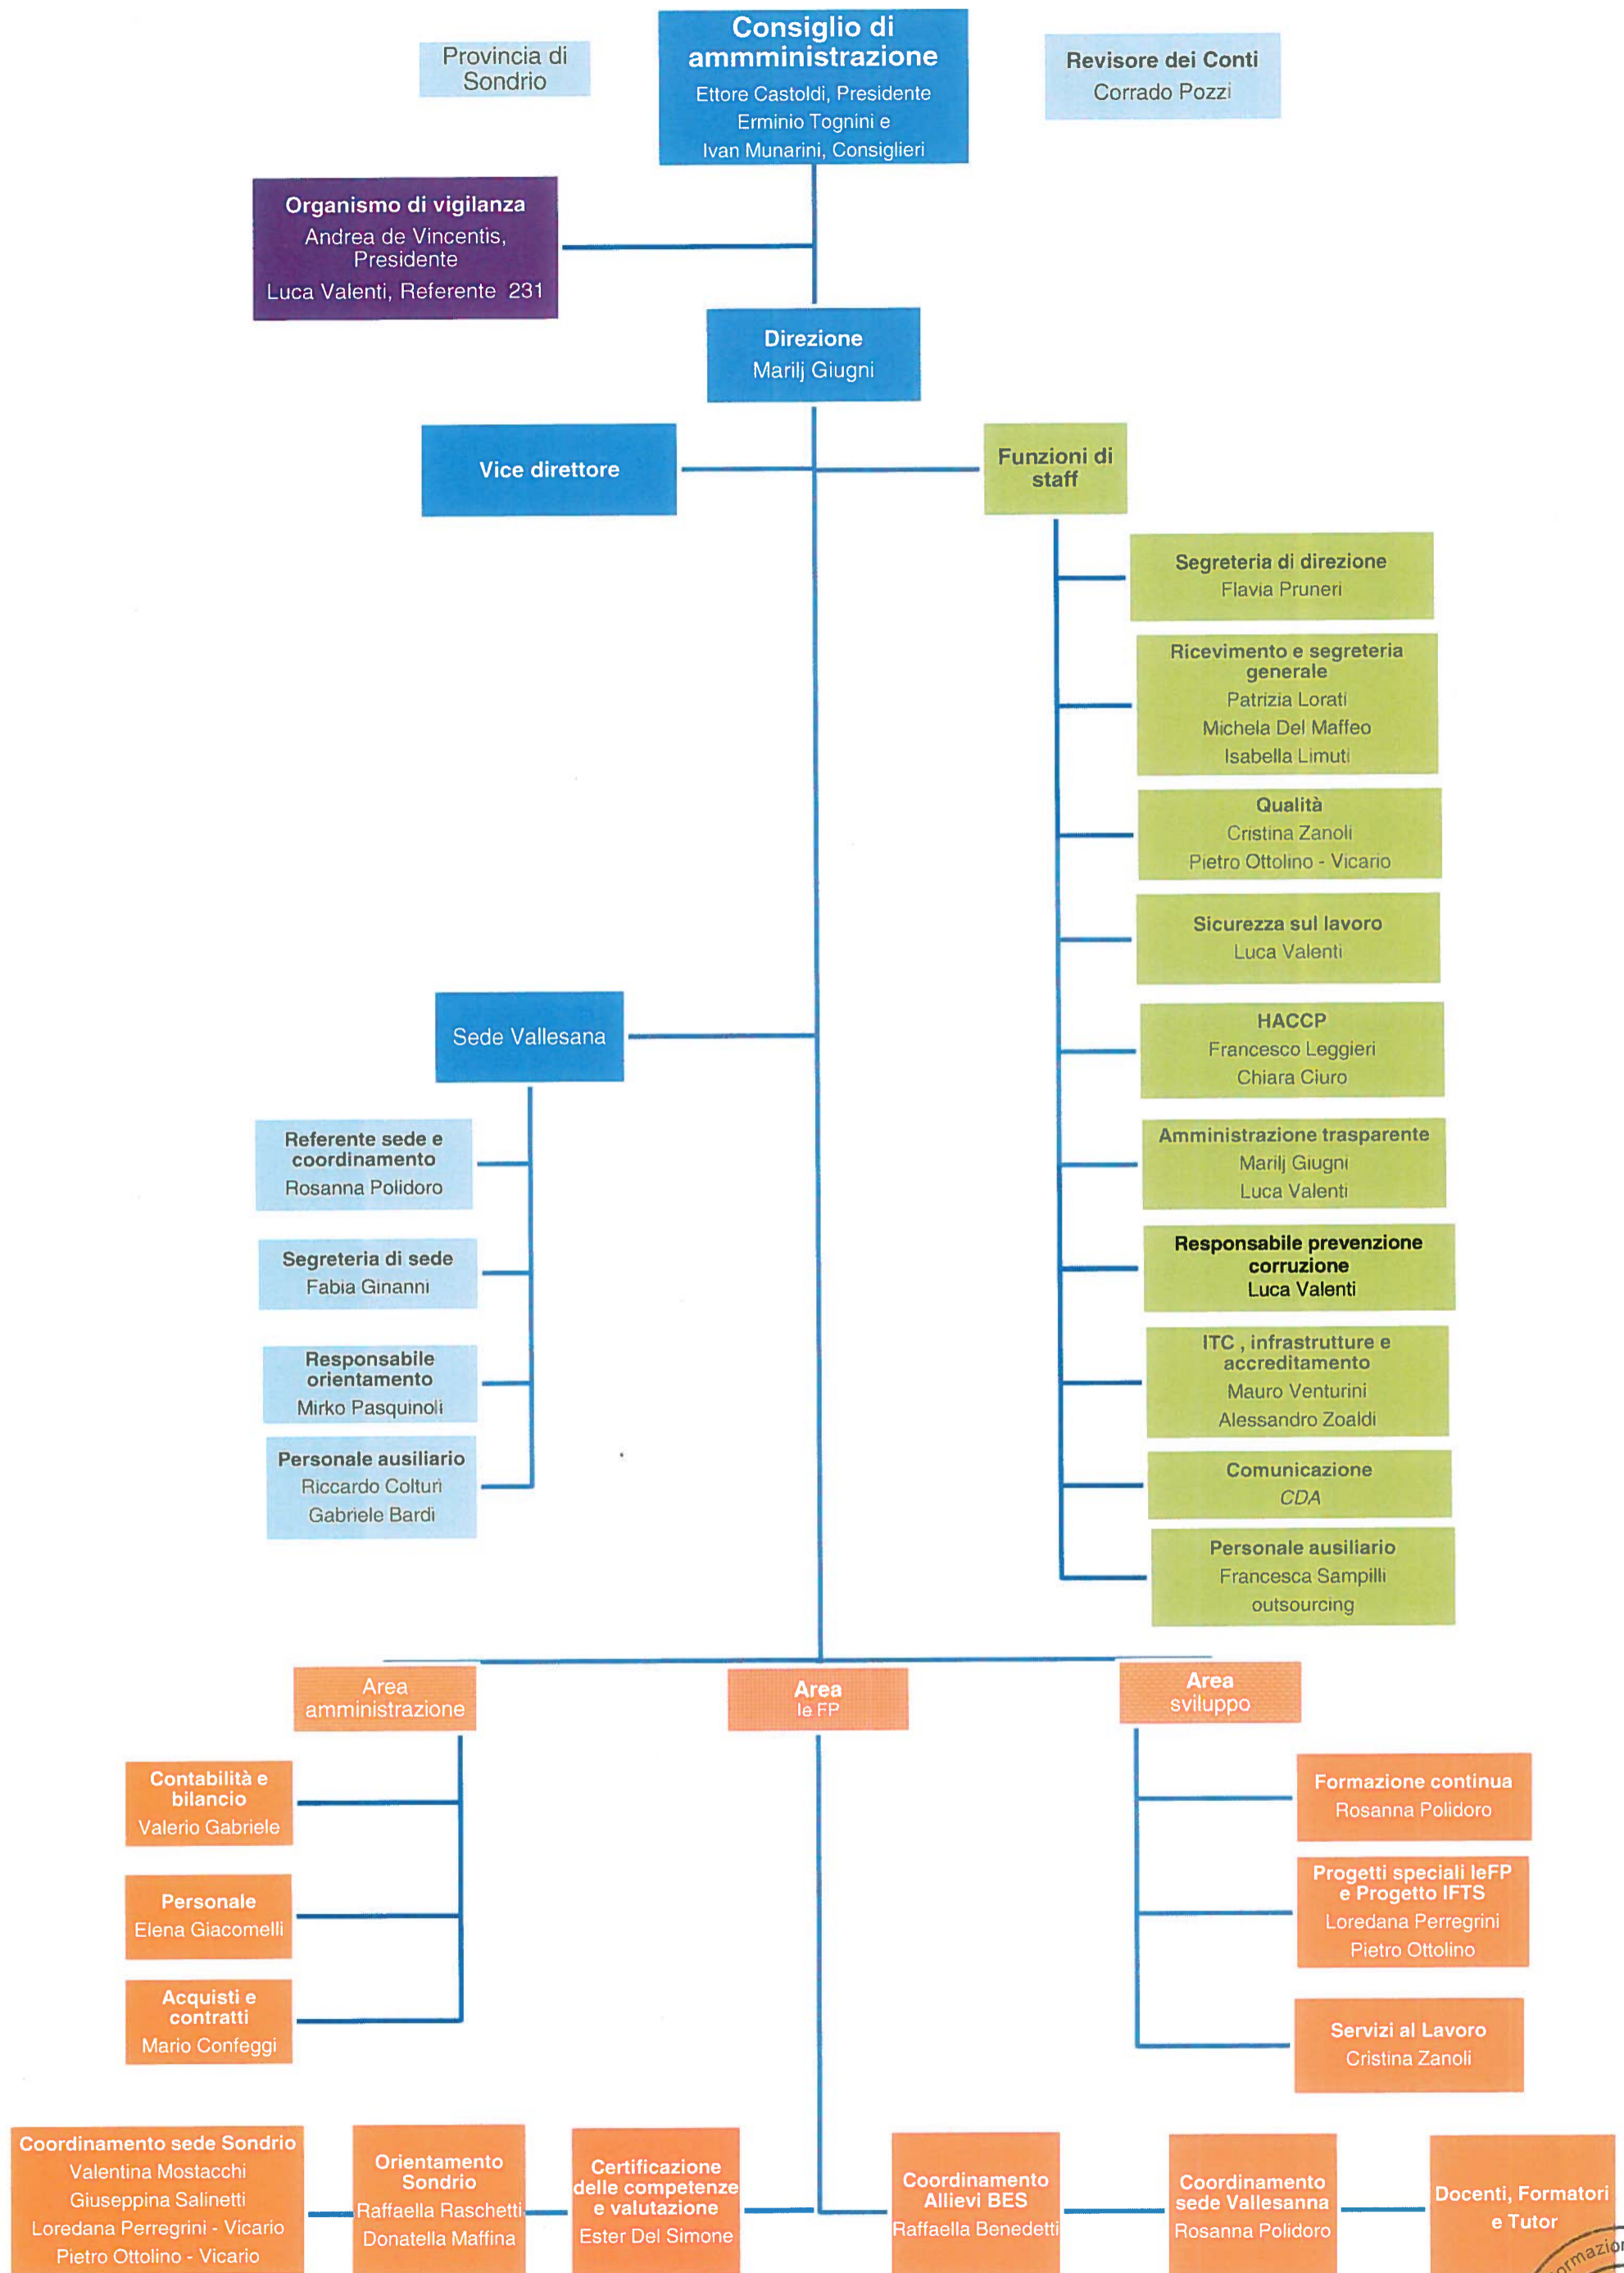 Provincia di
Sondrio
Consiglio di
ammministrazione
Ettore Castoldi, Presidente
Erminio Tognini e
Ivan Munarini, Consiglieri
Revisore dei Conti
Corrado Pozzi
Organismo di vigilanza
Andrea de Vincentis,
Presidente
Luca Valenti, Referente 231
Direzione
Marilj Giugni
Vice direttore
Funzioni di
staff
Segreteria di direzione
Flavia Pruneri
Ricevimento e segreteria
generale
Patrizia Lorati
Michela Del Maffeo
Isabella Limuti
Qualità
Cristina Zanoli
Pietro Ottolino - Vicario
Sicurezza sul lavoro
Luca Valenti
HACCP
Francesco Leggieri
Chiara Ciuro
Amministrazione trasparente
Marilj Giugni
Luca Valenti
Responsabile prevenzione
corruzione
Luca Valenti
ITC , infrastrutture e
accreditamento
Mauro Venturini
Alessandro Zoaldi
Comunicazione
CDA
Personale ausiliario
Francesca Sampilli
outsourcing
Sede Vallesana
Referente sede e
coordinamento
Rosanna Polidoro
Segreteria di sede
Fabia Ginanni
Responsabile
orientamento
Mirko Pasquinoli
Personale ausiliario
Riccardo Colturi
Gabriele Bardi
Area
amministrazione
Area
Ie FP
Area
sviluppo
Contabilità e
bilancio
Valerio Gabriele
Personale
Elena Giacomelli
Acquisti e
contratti
Mario Confeggi
Formazione continua
Rosanna Polidoro
Progetti speciali IeFP
e Progetto IFTS
Loredana Perregrini
Pietro Ottolino
Servizi al Lavoro
Cristina Zanoli
Coordinamento sede Sondrio
Valentina Mostacchi
Giuseppina Salinetti
Loredana Perregrini - Vicario
Pietro Ottolino - Vicario
Orientamento
Sondrio
Raffaella Raschetti
Donatella Maffina
Certificazione
delle competenze
e valutazione
Ester Del Simone
Coordinamento
Allievi BES
Raffaella Benedetti
Coordinamento
sede Vallesanna
Rosanna Polidoro
Docenti, Formatori
e Tutor